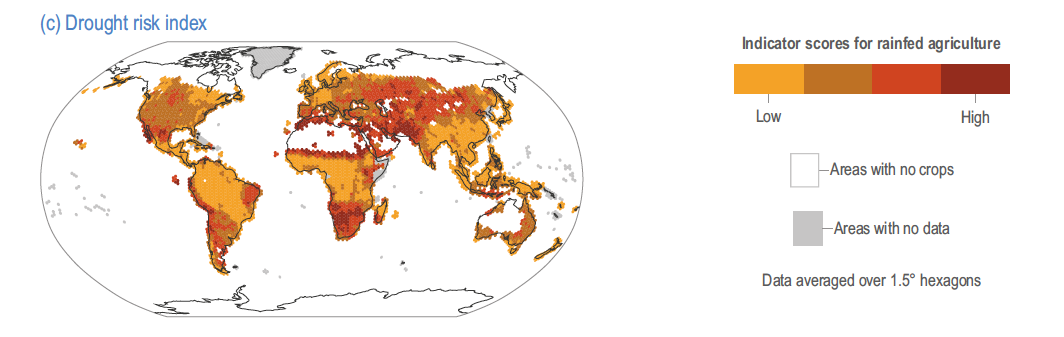 (c) Drought risk index
Indicator scores for rainfed agriculture
Low
High
Areas with no crops
Areas with no data
Data averaged over 1.5° hexagons